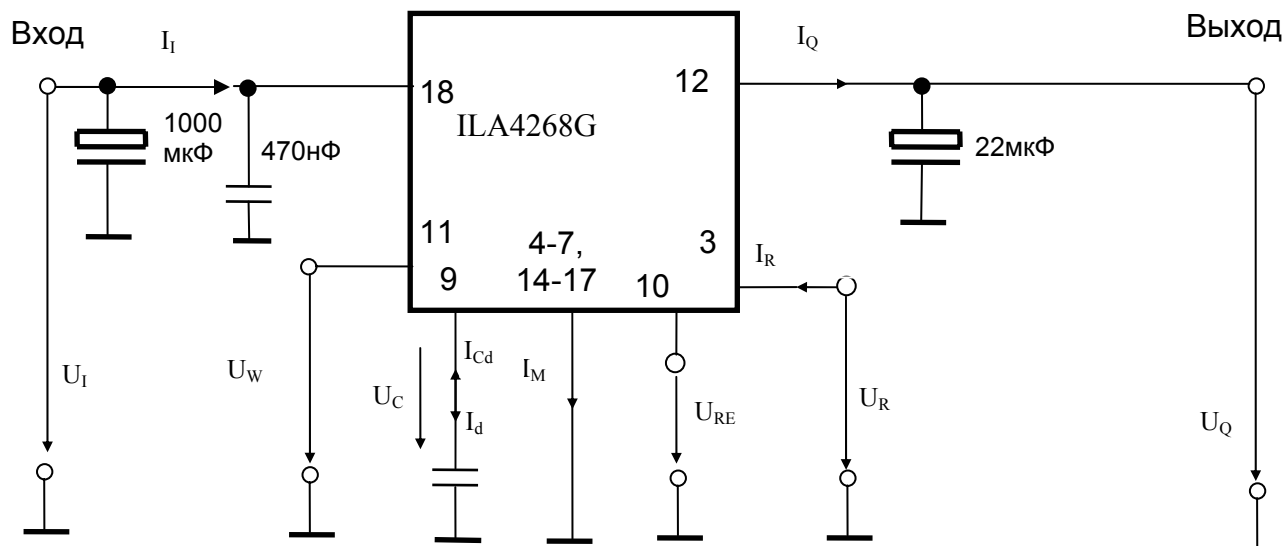 Вход
I_I
I_Q
Выход
18
12
1000
мкФ
470нФ
ILA4268G
22мкФ
11
4-7,
3
9
14-17
10
I_R
U_I
U_W
U_C
I_Cd
I_d
I_M
U_RE
U_R
U_Q